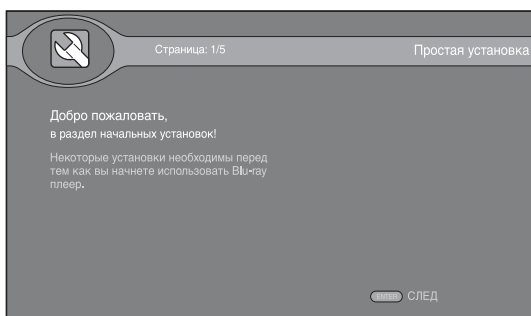 Страница: 1/5
Простая установка
Добро пожаловать,
в раздел начальных установок!
Некоторые установки необходимы перед
тем как вы начнете использовать Blu-ray
плеер.
ENTER СЛЕД